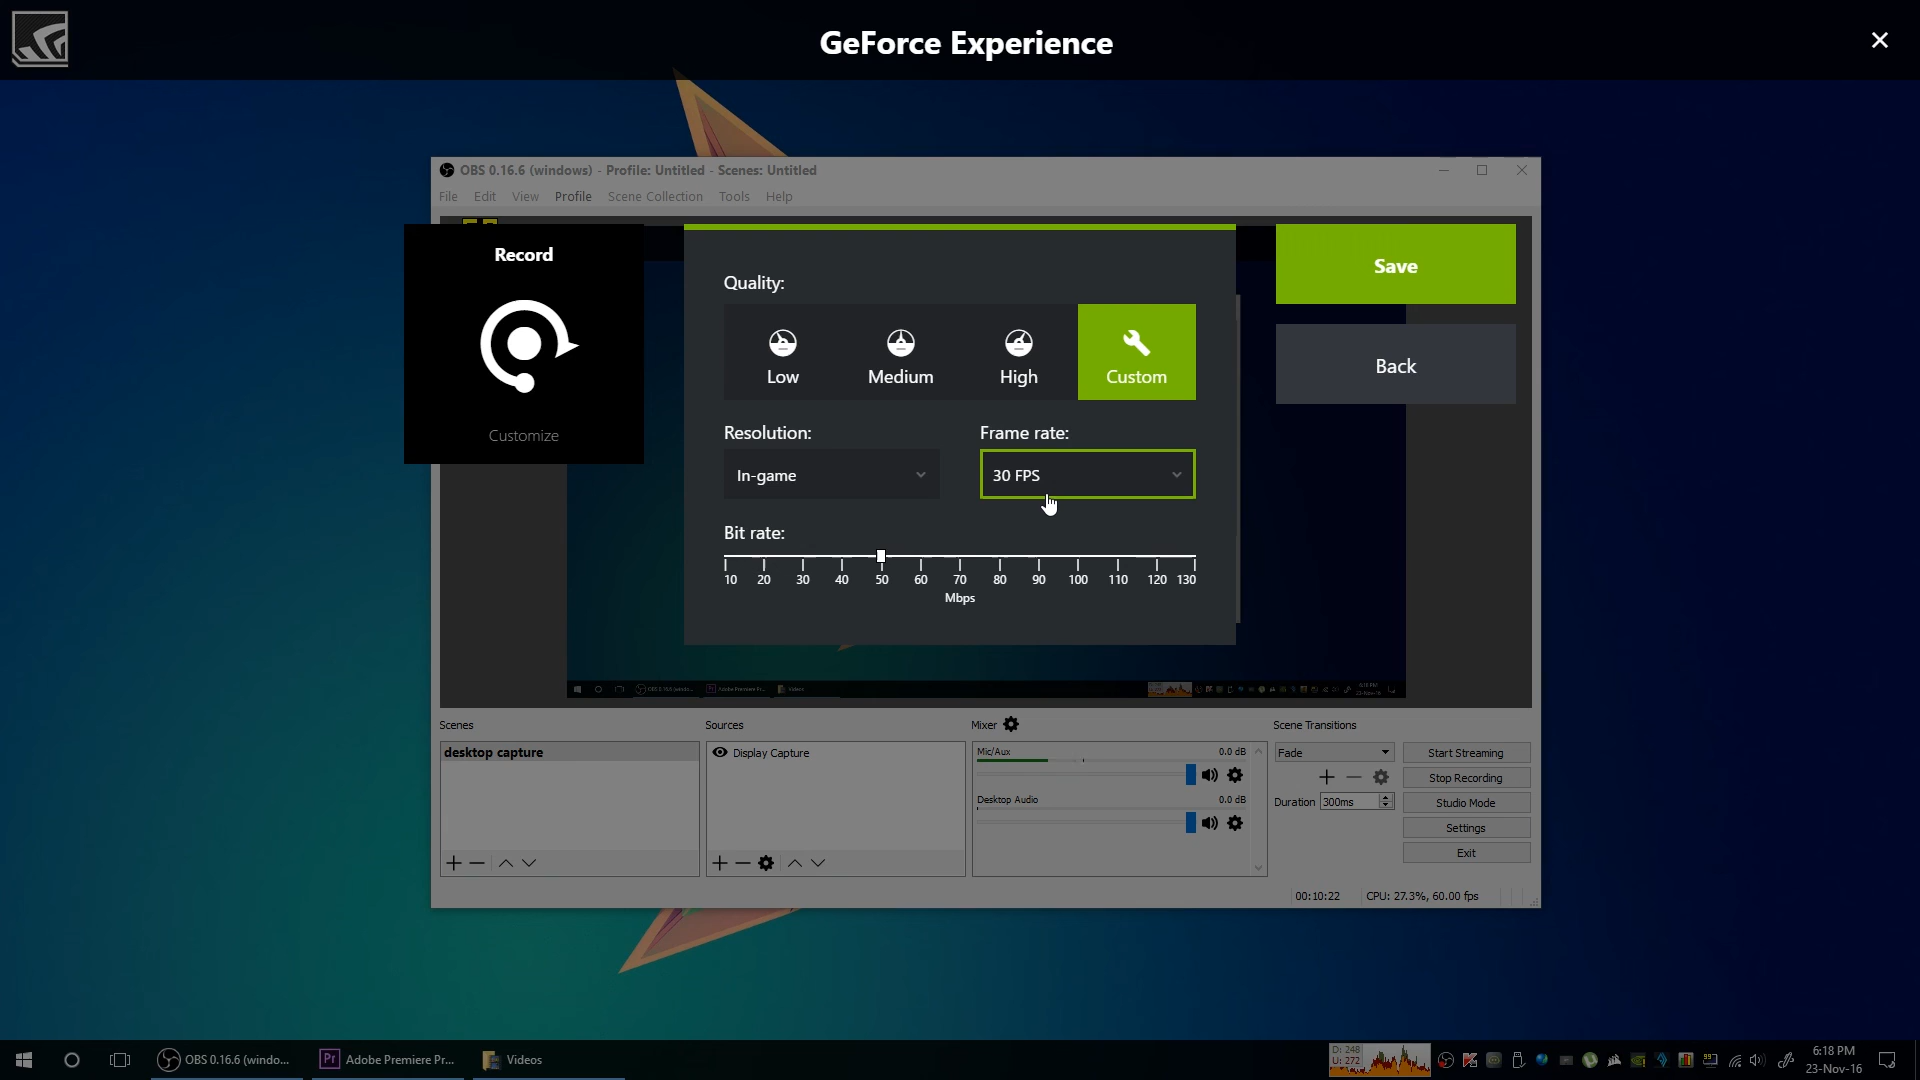 GeForce Experience
OBS 0.16.6 (windows) - Profile: Untitled - Scenes: Untitled
File Edit View Profile Scene Collection Tools Help
Record
Customize
Quality:
Low Medium High Custom
Resolution: Frame rate:
In-game 30 FPS
Bit rate:
10 20 30 40 50 60 70 80 90 100 110 120 130
Mbps
Save
Back
Scenes
desktop capture
Sources
Display Capture
Mixer
Mic/Aux 0.0 dB
Desktop Audio 0.0 dB
Scene Transitions
Fade
Duration 300ms
Start Streaming
Stop Recording
Studio Mode
Settings
Exit
00:10:22 CPU: 27.3%, 60.00 fps
OBS 0.16.6 (windo... Pr Adobe Premiere Pr... Videos
D: 248
U: 272
6:18 PM
23-Nov-16